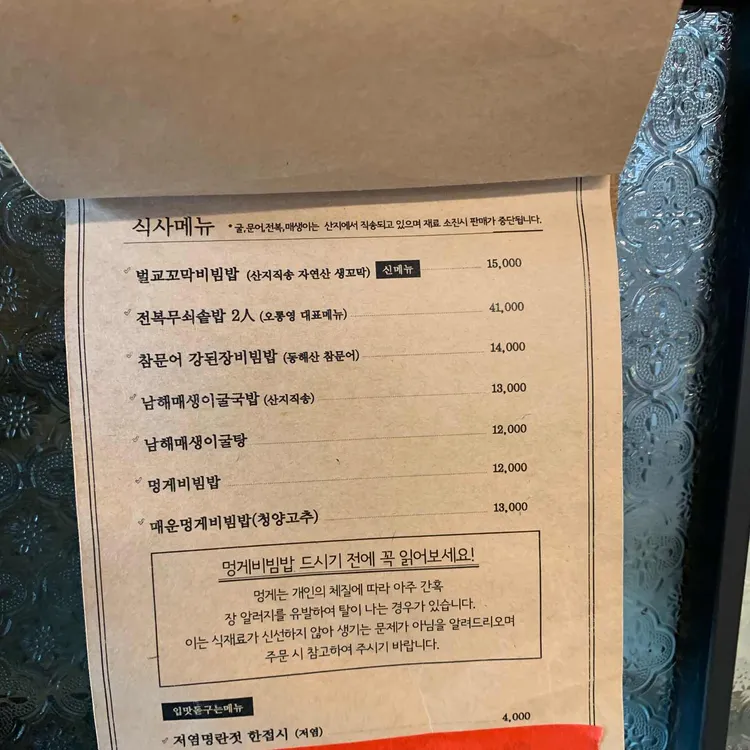 식사메뉴 *굴,문어,전복,매생이는 산지에서 직송되고 있으며 재료 소진시 판매가 중단됩니다.
벌교꼬막비빔밥 (산지직송 자연산 생꼬막) 신메뉴 15,000
전복무쇠솥밥 2人 (오통영 대표메뉴) 41,000
참문어 강된장비빔밥 (동해산 참문어) 14,000
남해매생이굴국밥 (산지직송) 13,000
남해매생이굴탕 12,000
멍게비빔밥 12,000
매운멍게비빔밥(청양고추) 13,000
멍게비빔밥 드시기 전에 꼭 읽어보세요!
멍게는 개인의 체질에 따라 아주 간혹
장 알러지를 유발하여 탈이 나는 경우가 있습니다.
이는 식재료가 신선하지 않아 생기는 문제가 아님을 알려드리오며
주문 시 참고하여 주시기 바랍니다.
입맛돋구는메뉴
저염명란젓 한접시 (저염) 4,000